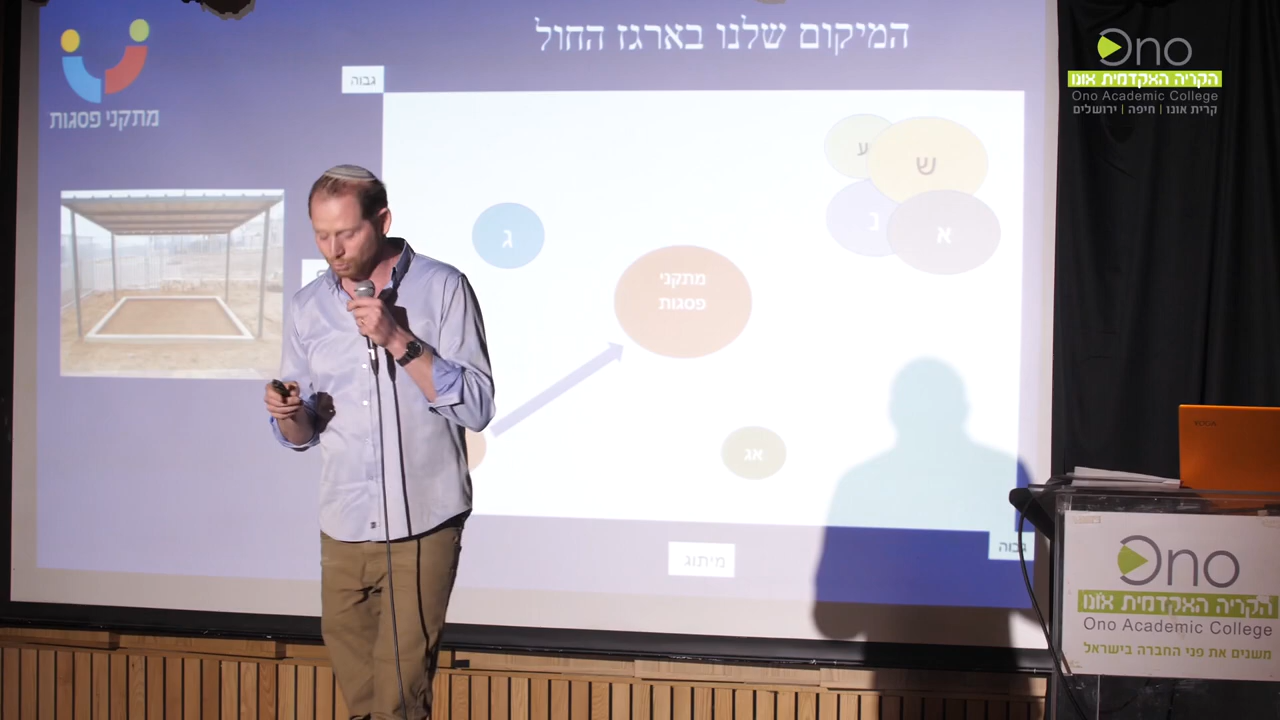 המיקום שלנו בארגז החול
מתקני פסגות
גבוה
ע
ש
נ
א
ג
מתקני
פסגות
אג
גבוה
מיתוג
Ono
הקריה האקדמית אונו
Ono Academic College
קרית אונו | חיפה | ירושלים
Ono
הקריה האקדמית אונו
Ono Academic College
משנים את פני החברה בישראל